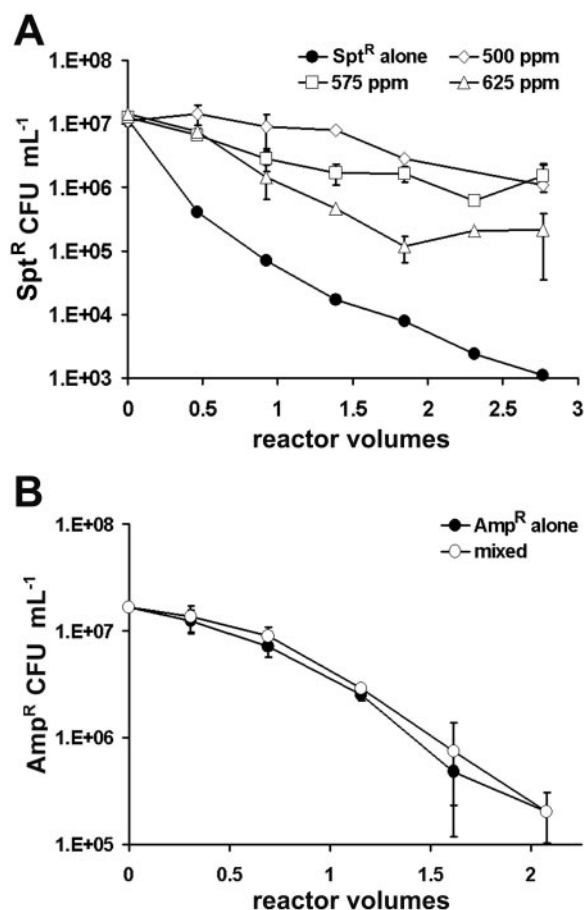 A
Spt^R alone
500 ppm
575 ppm
625 ppm
1.E+08
1.E+07
1.E+06
1.E+05
1.E+04
1.E+03
Spt^R CFU mL^-1
0 0.5 1 1.5 2 2.5 3
reactor volumes
B
Amp^R alone
mixed
1.E+08
1.E+07
1.E+06
1.E+05
Amp^R CFU mL^-1
0 0.5 1 1.5 2
reactor volumes